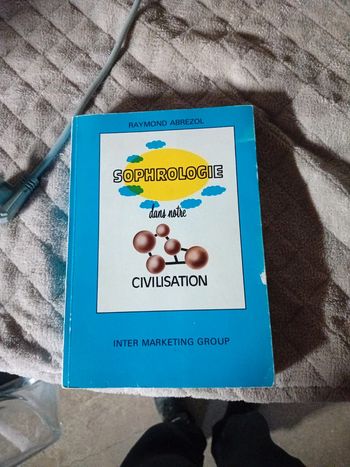 RAYMOND ABREZOL
SOPHROLOGIE
dans notre
CIVILISATION
INTER MARKETING GROUP